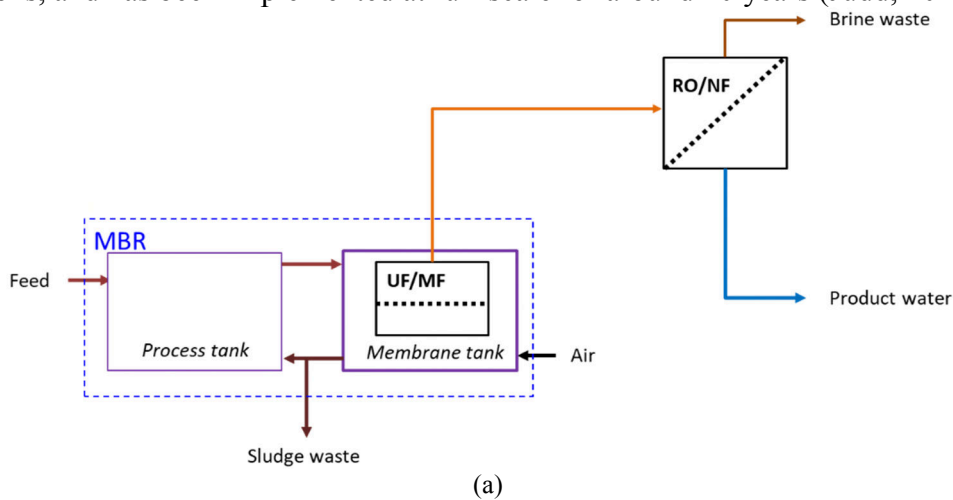 Brine waste
RO/NF
MBR
Feed
UF/MF
Process tank
Membrane tank
Air
Product water
Sludge waste
(a)